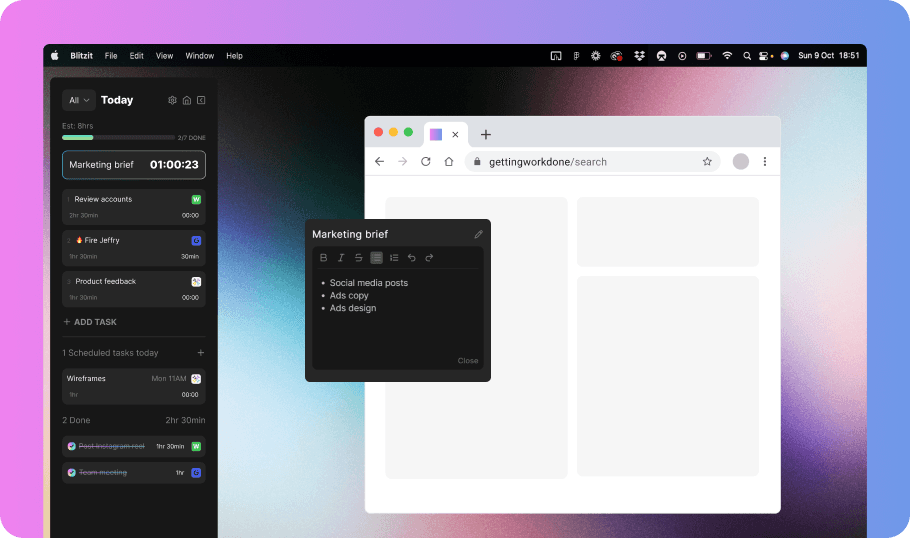 Blitzit File Edit View Window Help Sun 9 Oct 18:51
All Today
Est: 8hrs
2/7 DONE
Marketing brief 01:00:23
1 Review accounts W
2hr 30min 00:00
2 🔥 Fire Jeffry
1hr 30min 30min
3 Product feedback
1hr 30min 00:00
+ ADD TASK
1 Scheduled tasks today +
Wireframes Mon 11AM
1hr 00:00
2 Done 2hr 30min
Post Instagram reel 1hr 30min W
Team meeting 1hr
gettingworkdone/search
Marketing brief
B I S
• Social media posts
• Ads copy
• Ads design
Close